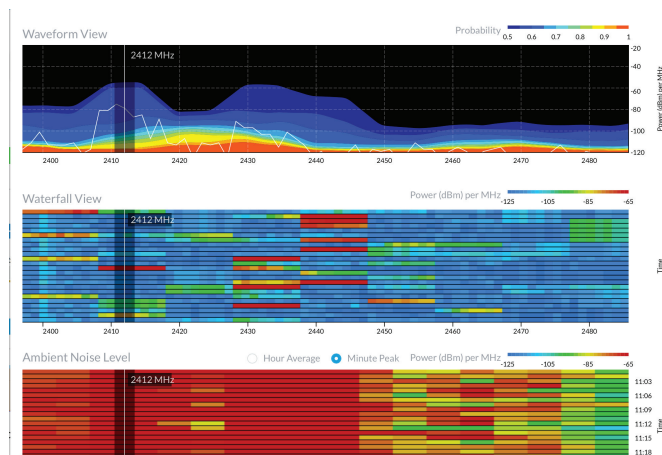 Waveform View
Probability
0.5 0.6 0.7 0.8 0.9 1
2412 MHz
-20
-40
-60
-80
-100
-120
Power (dBm) per MHz
2400 2410 2420 2430 2440 2450 2460 2470 2480
Waterfall View
Power (dBm) per MHz
-125 -105 -85 -65
2412 MHz
Time
2400 2410 2420 2430 2440 2450 2460 2470 2480
Ambient Noise Level
Hour Average
Minute Peak
Power (dBm) per MHz
-125 -105 -85 -65
2412 MHz
11:03
11:06
11:09
11:12
11:15
11:18
Time